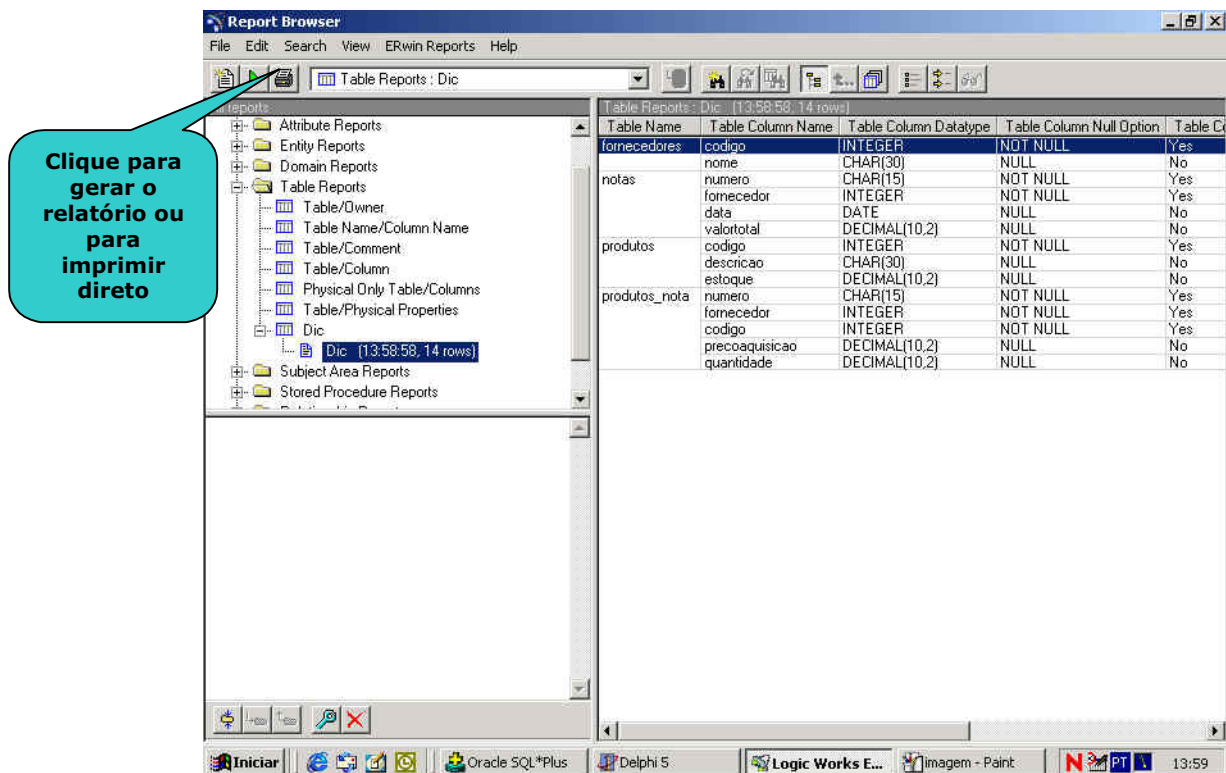 Report Browser
File Edit Search View ERwin Reports Help
Table Reports : Dic
Clique para
gerar o
relatório ou
para
imprimir
direto
reports
Attribute Reports
Entity Reports
Domain Reports
Table Reports
Table/Owner
Table Name/Column Name
Table/Comment
Table/Column
Physical Only Table/Columns
Table/Physical Properties
Dic
Dic (13:58:58, 14 rows)
Subject Area Reports
Stored Procedure Reports
Table Reports : Dic (13:58:58, 14 rows)
Table Name Table Column Name Table Column Datatype Table Column Null Option Table C
fornecedores codigo INTEGER NOT NULL Yes
nome CHAR(30) NULL No
notas numero CHAR(15) NOT NULL Yes
fornecedor INTEGER NOT NULL Yes
data DATE NULL No
valortotal DECIMAL(10,2) NULL No
produtos codigo INTEGER NOT NULL Yes
descricao CHAR(30) NULL No
estoque DECIMAL(10,2) NULL No
produtos_nota numero CHAR(15) NOT NULL Yes
fornecedor INTEGER NOT NULL Yes
codigo INTEGER NOT NULL Yes
precoaquisicao DECIMAL(10,2) NULL No
quantidade DECIMAL(10,2) NULL No
Iniciar Oracle SQL*Plus Delphi 5 Logic Works E... imagem - Paint N PT 13:59